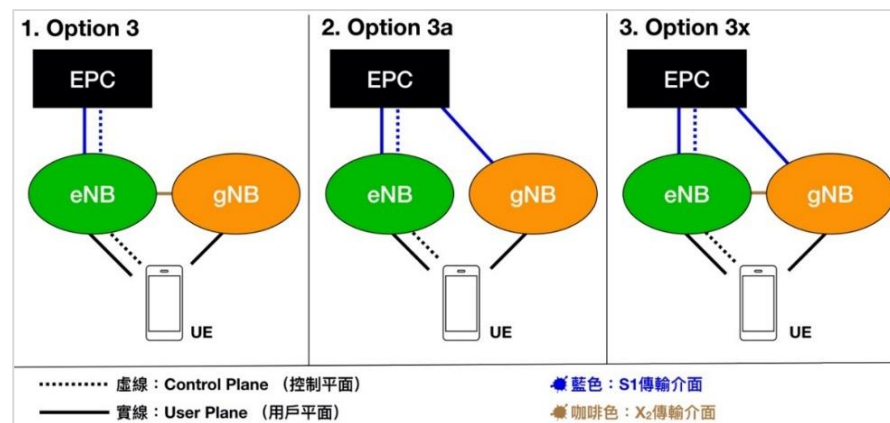 1. Option 3
EPC
eNB
gNB
UE
2. Option 3a
EPC
eNB
gNB
UE
3. Option 3x
EPC
eNB
gNB
UE
虛線：Control Plane （控制平面）
實線：User Plane （用戶平面）
藍色：S1傳輸介面
咖啡色：X₂傳輸介面